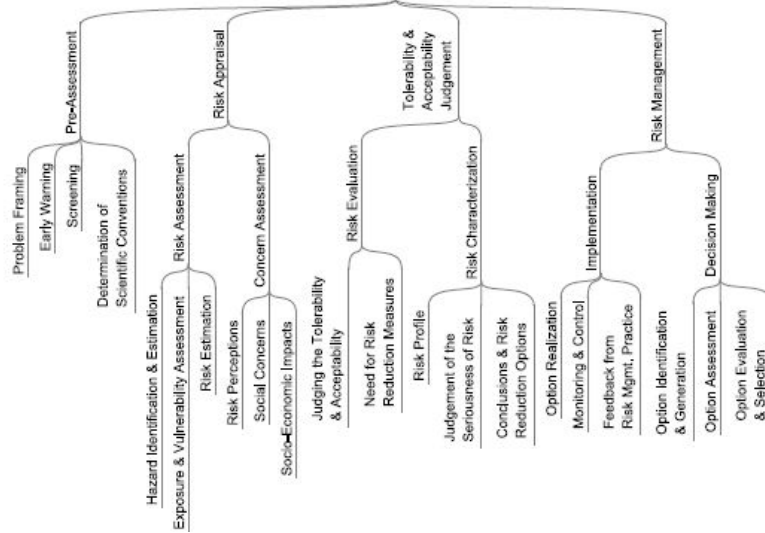 Pre-Assessment
Problem Framing
Early Warning
Screening
Determination of
Scientific Conventions
Risk Appraisal
Risk Assessment
Hazard Identification & Estimation
Exposure & Vulnerability Assessment
Risk Estimation
Concern Assessment
Risk Perceptions
Social Concerns
Socio-Economic Impacts
Tolerability &
Acceptability
Judgement
Risk Evaluation
Judging the Tolerability
& Acceptability
Need for Risk
Reduction Measures
Risk Characterization
Risk Profile
Judgement of the
Seriousness of Risk
Conclusions & Risk
Reduction Options
Risk Management
Implementation
Option Realization
Monitoring & Control
Feedback from
Risk Mgmt., Practice
Decision Making
Option Identification
& Generation
Option Assessment
Option Evaluation
& Selection